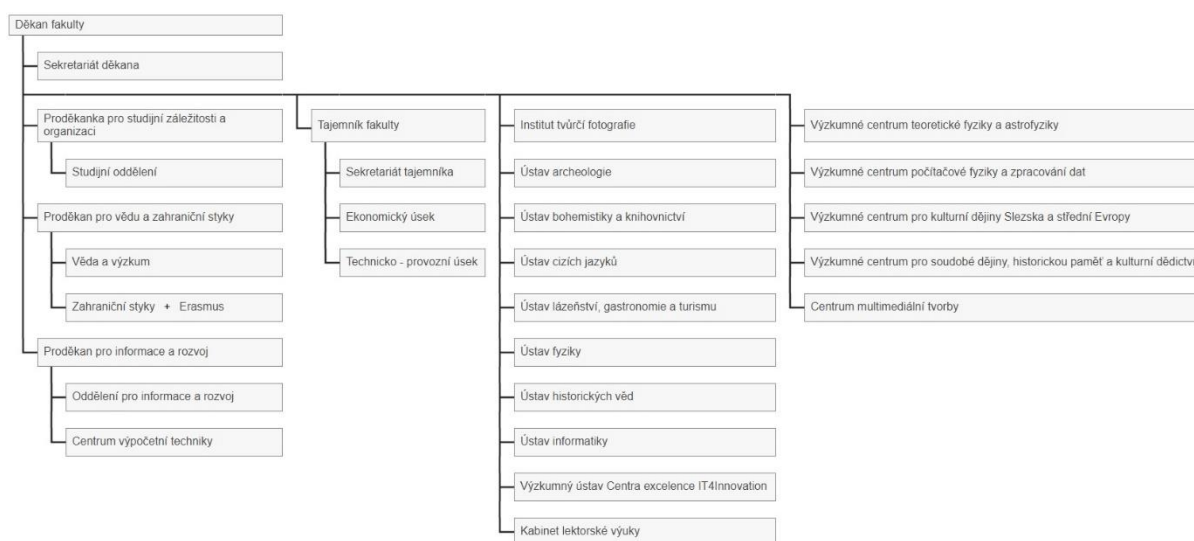 Děkan fakulty
Sekretariát děkana
Proděkanka pro studijní záležitosti a
organizaci
Studijní oddělení
Proděkan pro vědu a zahraniční styky
Věda a výzkum
Zahraniční styky + Erasmus
Proděkan pro informace a rozvoj
Oddělení pro informace a rozvoj
Centrum výpočetní techniky
Tajemník fakulty
Sekretariát tajemníka
Ekonomický úsek
Technicko - provozní úsek
Institut tvůrčí fotografie
Ústav archeologie
Ústav bohemistiky a knihovnictví
Ústav cizích jazyků
Ústav lázeňství, gastronomie a turismu
Ústav fyziky
Ústav historických věd
Ústav informatiky
Výzkumný ústav Centra excelence IT4Innovation
Kabinet lektorské výuky
Výzkumné centrum teoretické fyziky a astrofyziky
Výzkumné centrum počítačové fyziky a zpracování dat
Výzkumné centrum pro kulturní dějiny Slezska a střední Evropy
Výzkumné centrum pro soudobé dějiny, historickou paměť a kulturní dědictv
Centrum multimediální tvorby